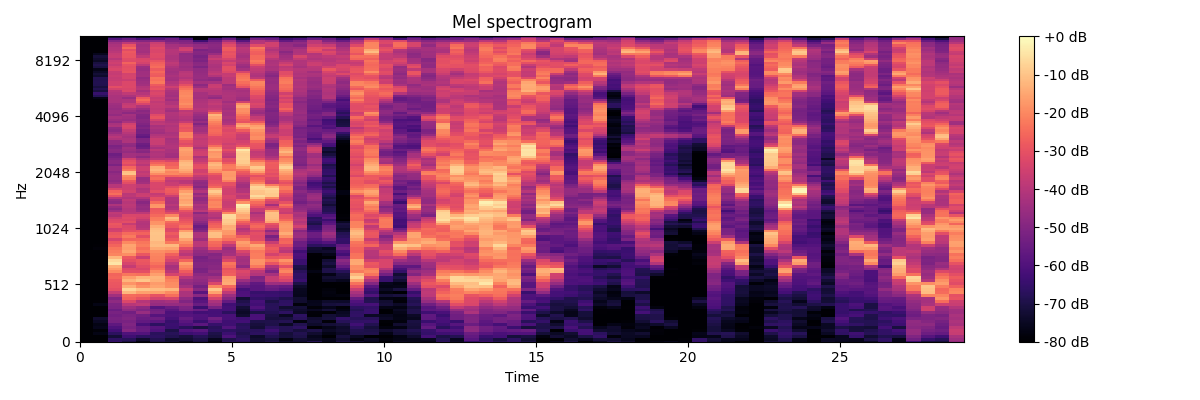 Mel spectrogram
+0 dB
8192
-10 dB
4096
-20 dB
-30 dB
2048
-40 dB
Hz
1024
-50 dB
-60 dB
512
-70 dB
0
-80 dB
0 5 10 15 20 25
Time